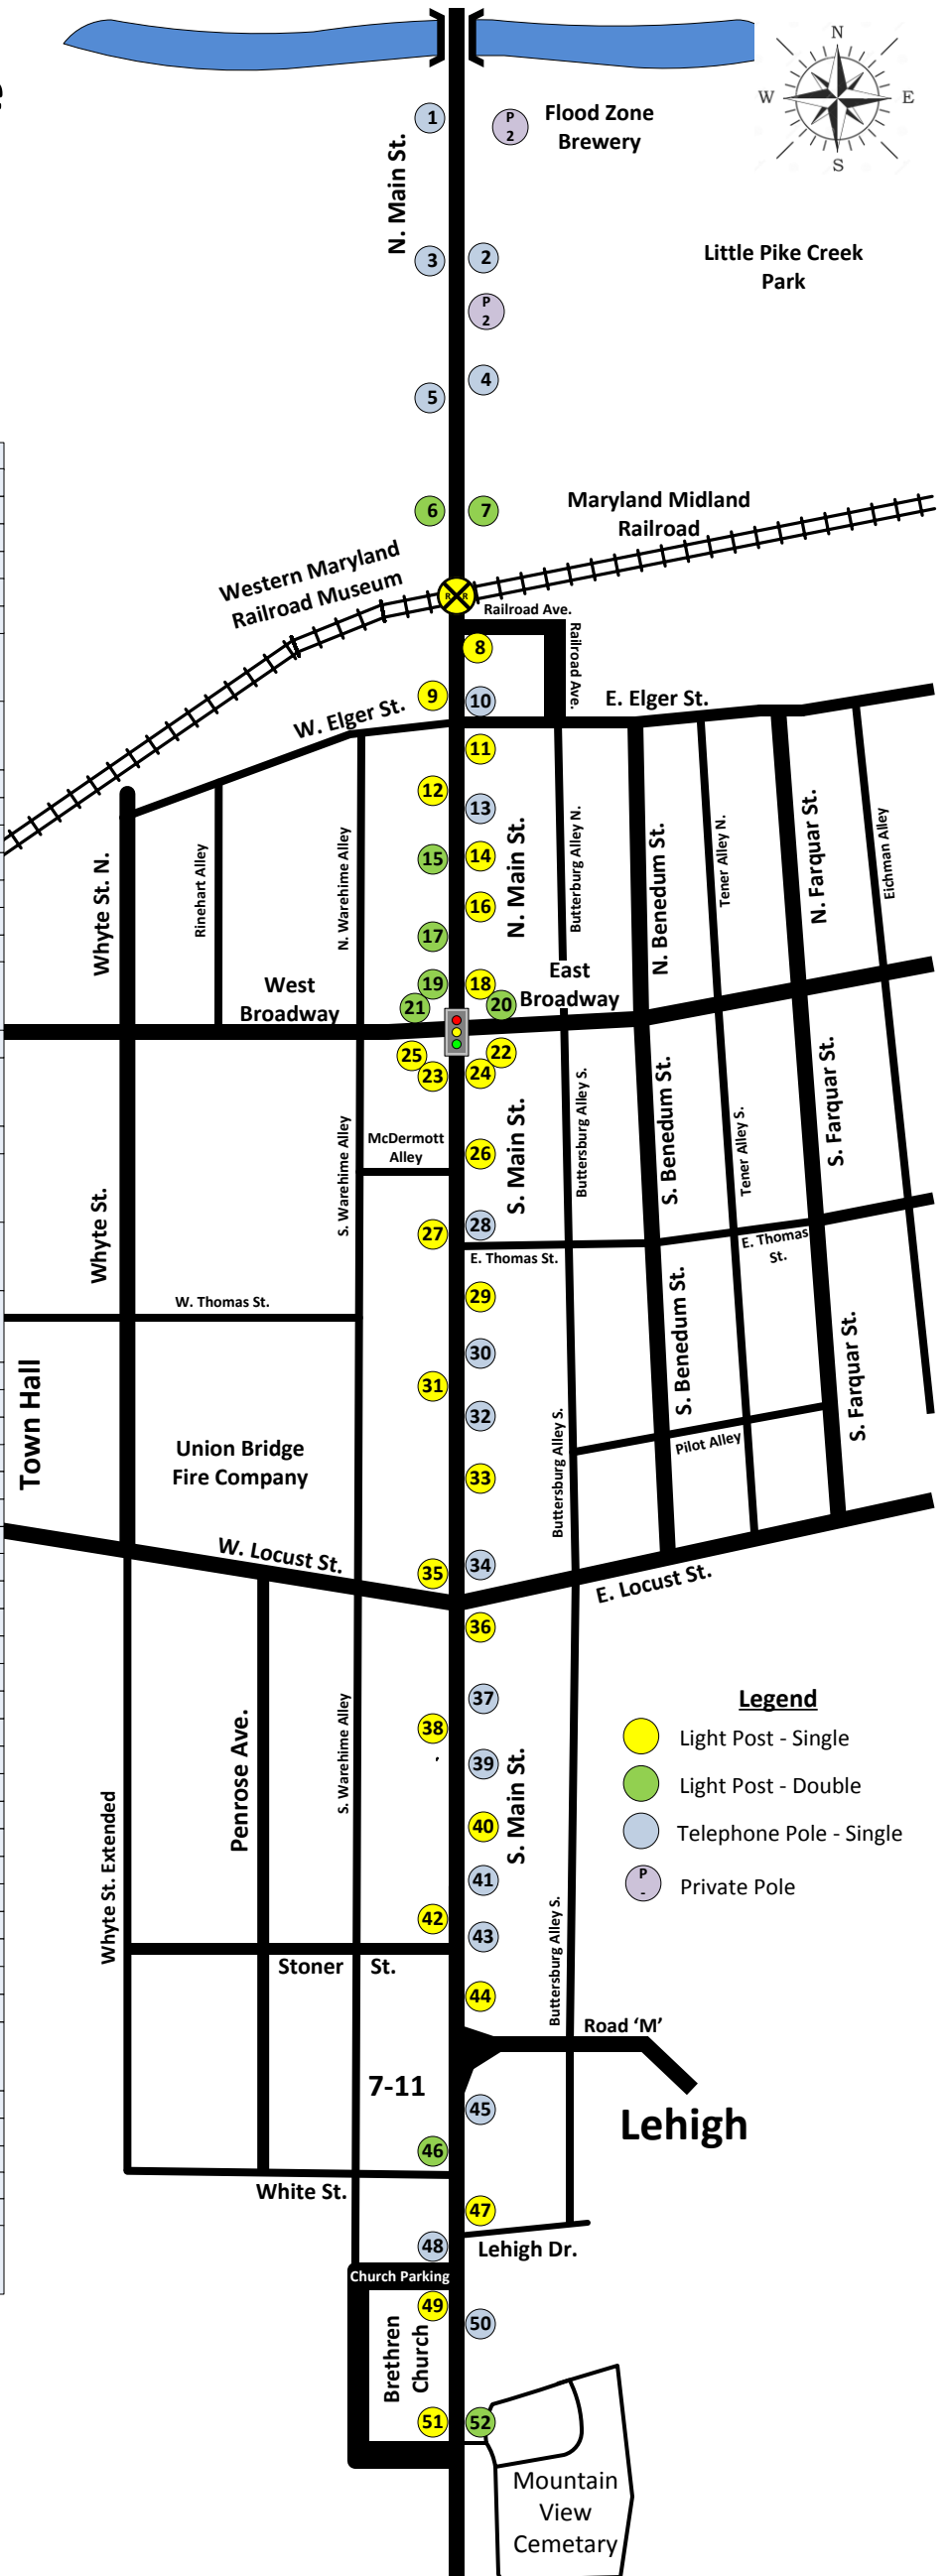 N
W
E
S
1
P
2
Flood Zone
Brewery
N. Main St.
Little Pike Creek
Park
3
2
P
2
4
5
6
7
Maryland Midland
Railroad
Western Maryland
Railroad Museum
R R
Railroad Ave.
8
Railroad Ave.
9
10
W. Elger St.
E. Elger St.
11
12
13
15
14
16
17
Whyte St. N.
Rinehart Alley
N. Warehime Alley
N. Main St.
Butterburg Alley N.
N. Benedum St.
Tener Alley N.
N. Farquar St.
Eichman Alley
West
Broadway
East
Broadway
19
18
21
20
25
22
23
24
McDermott
Alley
26
S. Warehime Alley
S. Main St.
Buttersburg Alley S.
S. Benedum St.
Tener Alley S.
S. Farquar St.
Whyte St.
27
28
E. Thomas St.
E. Thomas
St.
29
W. Thomas St.
30
31
32
S. Benedum St.
S. Farquar St.
Town Hall
Union Bridge
Fire Company
33
Buttersburg Alley S.
Pilot Alley
W. Locust St.
35
34
E. Locust St.
36
37
38
,
39
40
41
42
43
44
Legend
Light Post - Single
Light Post - Double
Telephone Pole - Single
P
-
Private Pole
Whyte St. Extended
Penrose Ave.
S. Warehime Alley
S. Main St.
Buttersburg Alley S.
Stoner St.
Road ‘M’
7-11
45
Lehigh
46
White St.
47
48
Lehigh Dr.
Church Parking
49
50
Brethren
Church
51
52
Mountain
View
Cemetary